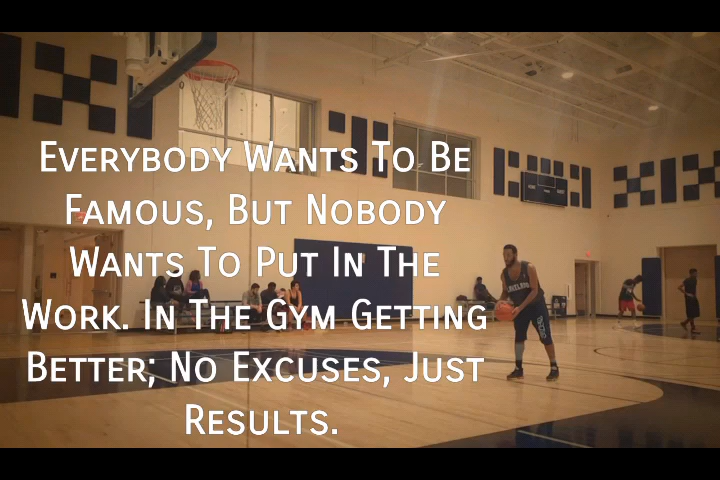 Everybody Wants To Be
Famous, But Nobody
Wants To Put In The
Work. In The Gym Getting
Better; No Excuses, Just
Results.